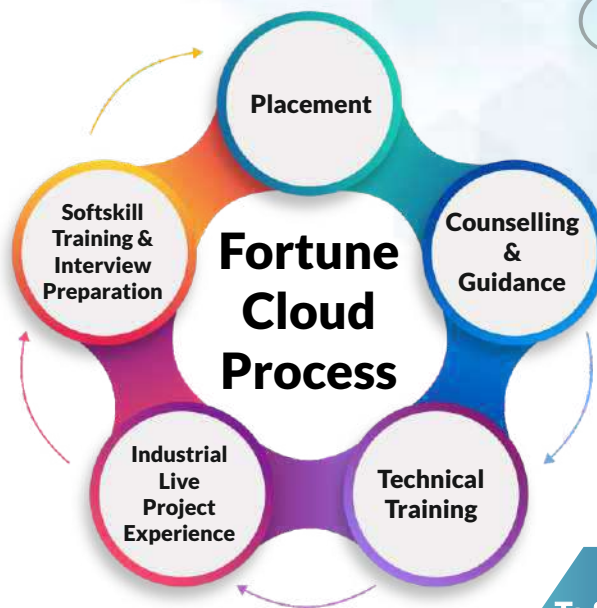 Placement
Counselling
&
Guidance
Technical
Training
Industrial
Live
Project
Experience
Softskill
Training &
Interview
Preparation
Fortune
Cloud
Process